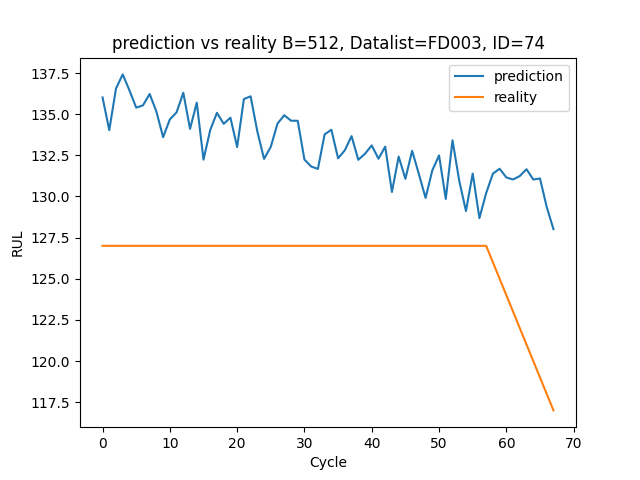 prediction vs reality B=512, Datalist=FD003, ID=74
prediction
reality
137.5
135.0
132.5
130.0
127.5
125.0
122.5
120.0
117.5
RUL
0 10 20 30 40 50 60 70
Cycle